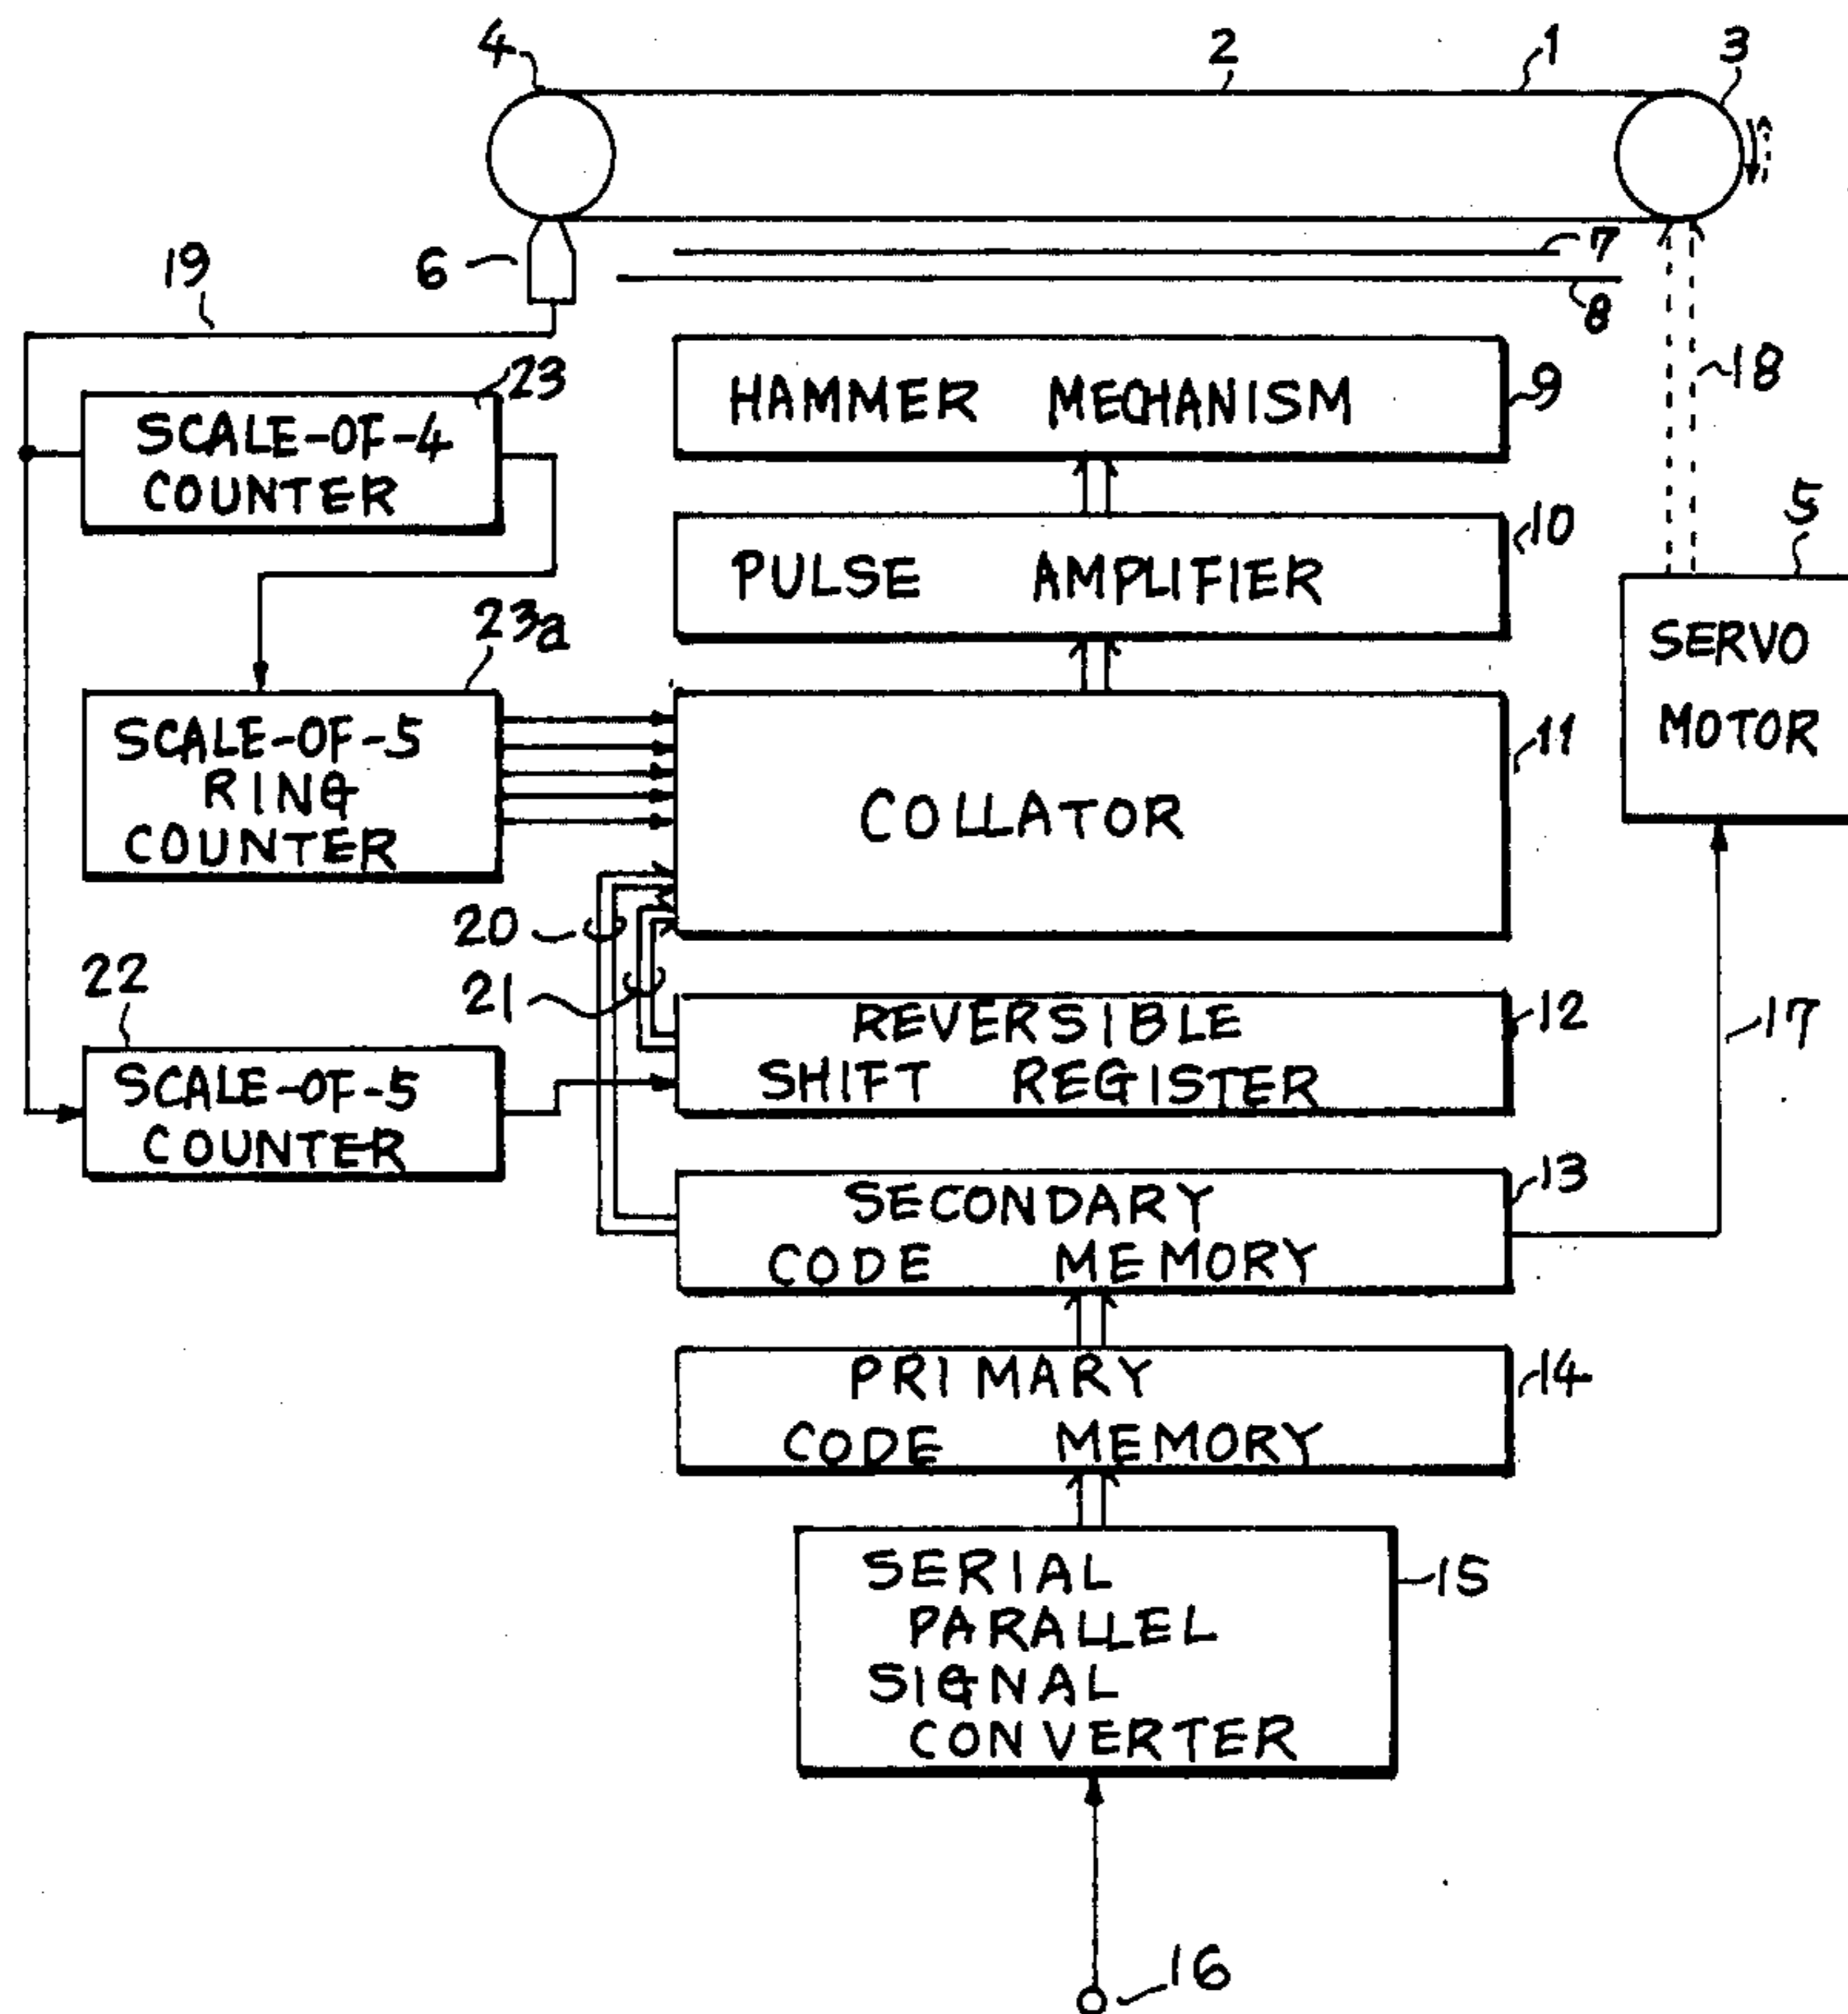 4
2
1
3
6
7
8
19
18
23
SCALE-OF-4
COUNTER
HAMMER MECHANISM
9
5
PULSE AMPLIFIER
10
SERVO
MOTOR
23a
SCALE-OF-5
RING
COUNTER
COLLATOR
11
20
21
22
SCALE-OF-5
COUNTER
REVERSIBLE
SHIFT REGISTER
12
17
SECONDARY
CODE MEMORY
13
PRIMARY
CODE MEMORY
14
SERIAL
PARALLEL
SIGNAL
CONVERTER
15
16